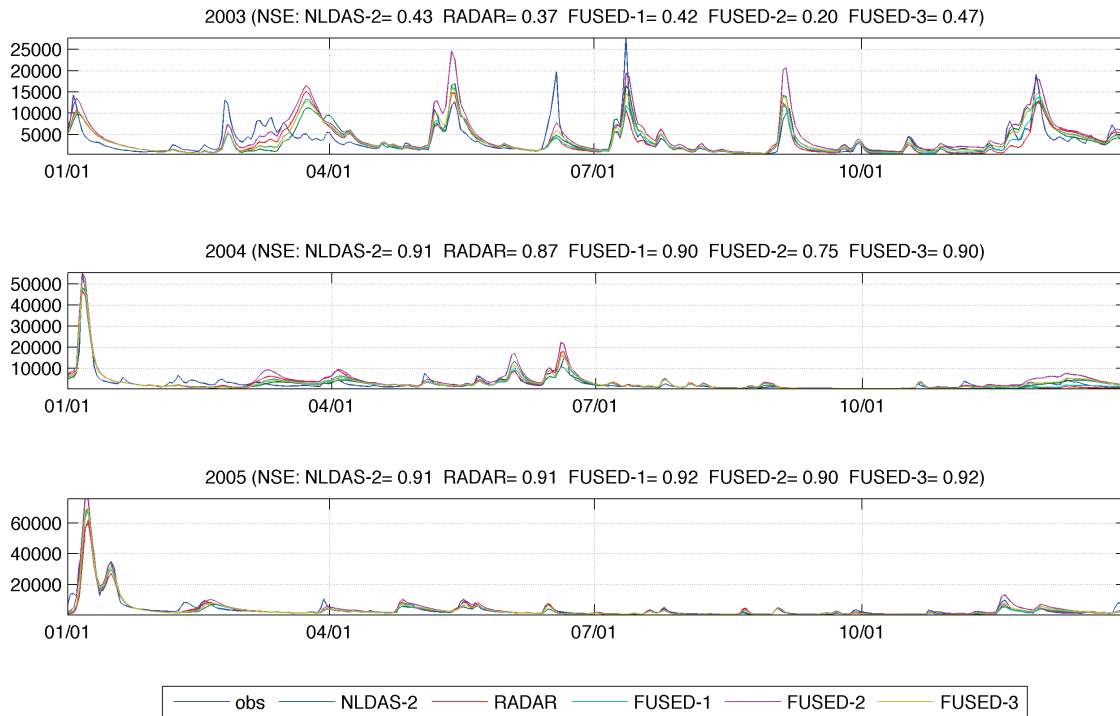 2003 (NSE: NLDAS-2= 0.43 RADAR= 0.37 FUSED-1= 0.42 FUSED-2= 0.20 FUSED-3= 0.47)
25000
20000
15000
10000
5000
01/01 04/01 07/01 10/01
2004 (NSE: NLDAS-2= 0.91 RADAR= 0.87 FUSED-1= 0.90 FUSED-2= 0.75 FUSED-3= 0.90)
50000
40000
30000
20000
10000
01/01 04/01 07/01 10/01
2005 (NSE: NLDAS-2= 0.91 RADAR= 0.91 FUSED-1= 0.92 FUSED-2= 0.90 FUSED-3= 0.92)
60000
40000
20000
01/01 04/01 07/01 10/01
obs NLDAS-2 RADAR FUSED-1 FUSED-2 FUSED-3